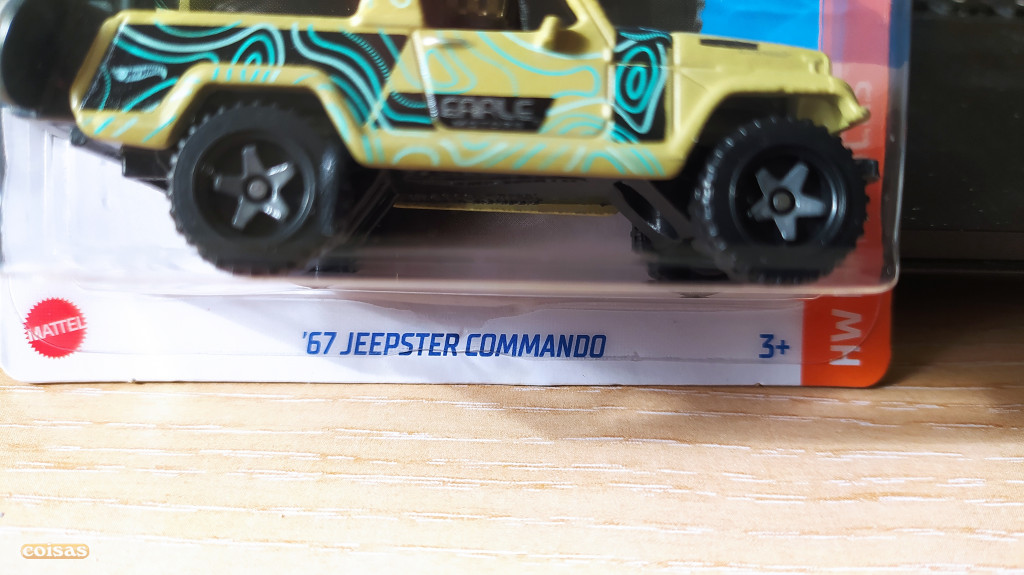 EARLE
MATTEL
'67 JEEPSTER COMMANDO
3+
HW
coisas